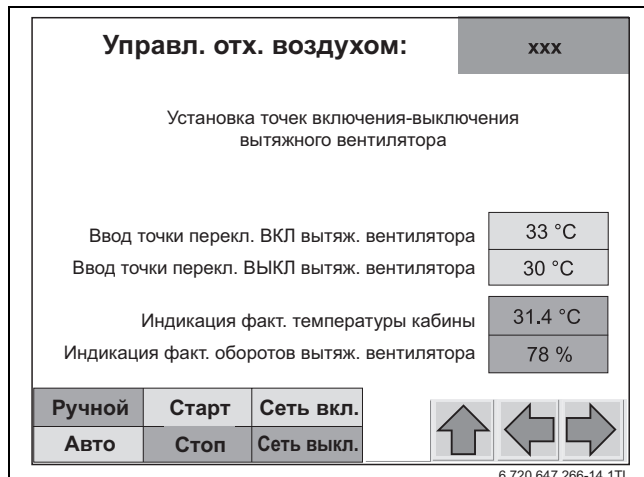 Управл. отх. воздухом:
xxx
Установка точек включения-выключения
вытяжного вентилятора
Ввод точки перекл. ВКЛ вытяж. вентилятора
33 °C
Ввод точки перекл. ВЫКЛ вытяж. вентилятора
30 °C
Индикация факт. температуры кабины
31.4 °C
Индикация факт. оборотов вытяж. вентилятора
78 %
Ручной Старт Сеть вкл.
Авто Стоп Сеть выкл.
6 720 647 266-14.1TL